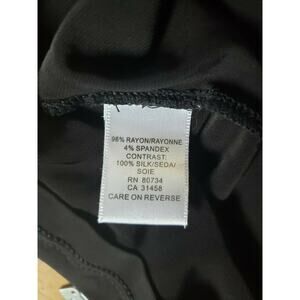 96% RAYON/RAYONNE
4% SPANDEX
CONTRAST:
100% SILK/SEDA/
SOIE
RN 80734
CA 31458
CARE ON REVERSE